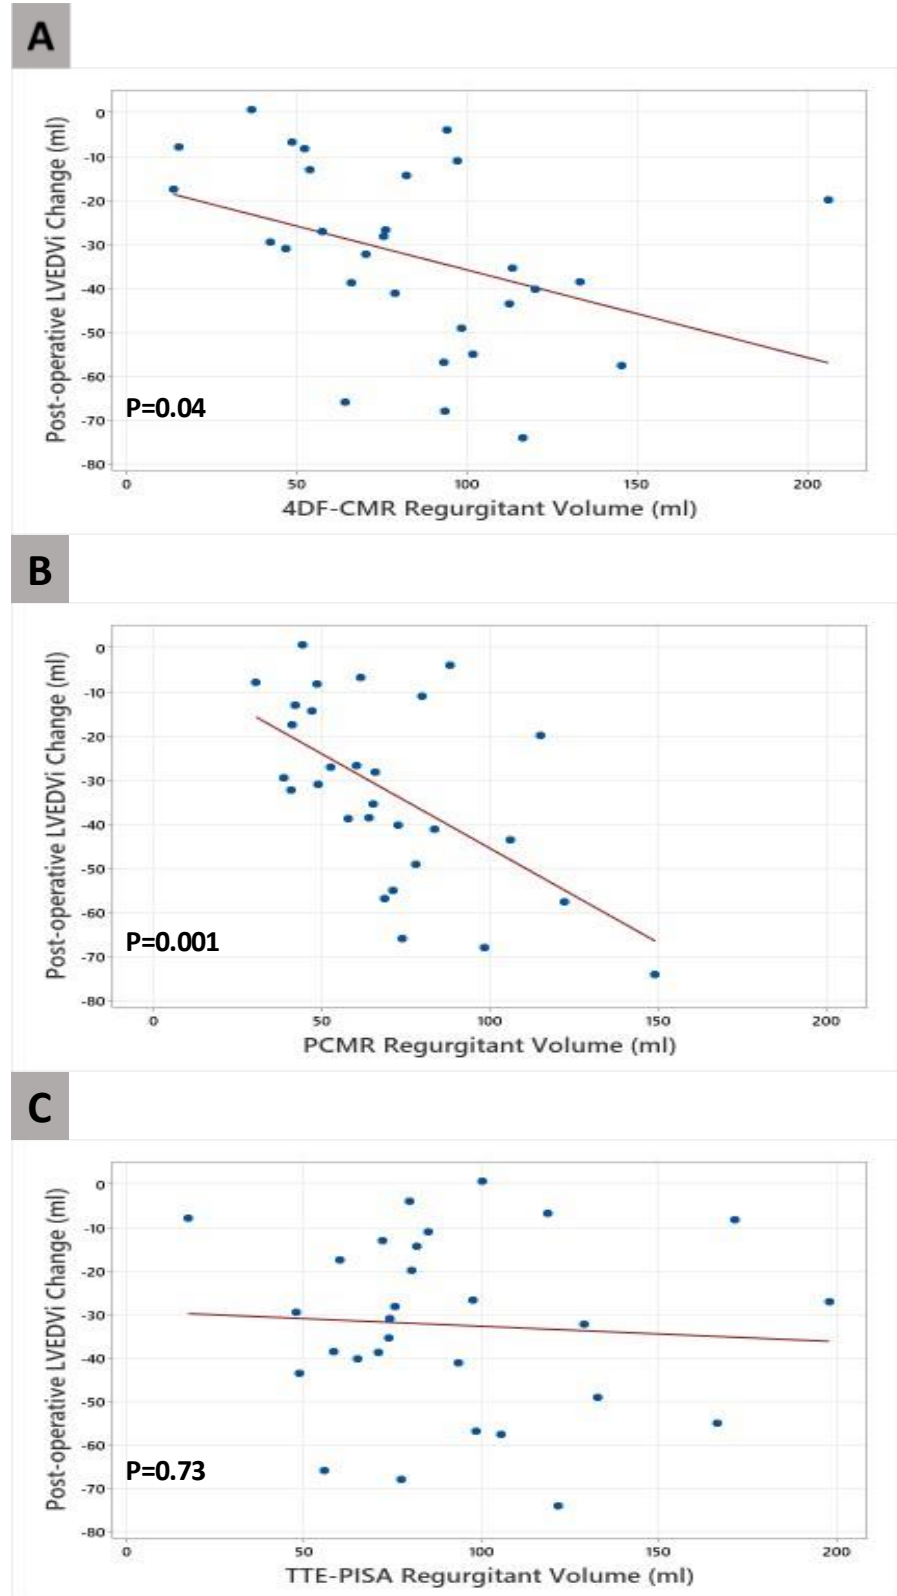 A
Post-operative LVEDVi Change (ml)
0
-10
-20
-30
-40
-50
-60
-70
-80
P=0.04
0 50 100 150 200
4DF-CMR Regurgitant Volume (ml)
B
Post-operative LVEDVi Change (ml)
0
-10
-20
-30
-40
-50
-60
-70
-80
P=0.001
0 50 100 150 200
PCMR Regurgitant Volume (ml)
C
Post-operative LVEDVi Change (ml)
0
-10
-20
-30
-40
-50
-60
-70
-80
P=0.73
0 50 100 150 200
TTE-PISA Regurgitant Volume (ml)